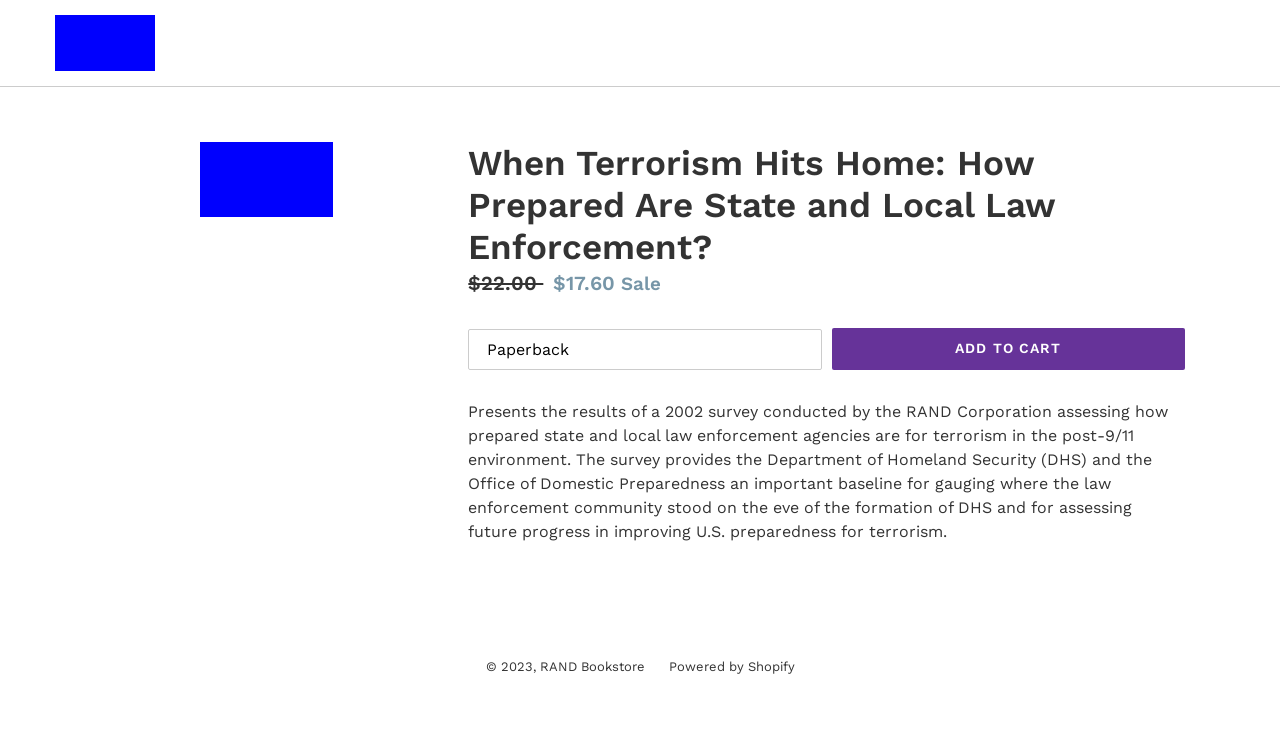 When Terrorism Hits Home: How
Prepared Are State and Local Law
Enforcement?
$22.00 $17.60 Sale
Paperback ADD TO CART
Presents the results of a 2002 survey conducted by the RAND Corporation assessing how
prepared state and local law enforcement agencies are for terrorism in the post-9/11
environment. The survey provides the Department of Homeland Security (DHS) and the
Office of Domestic Preparedness an important baseline for gauging where the law
enforcement community stood on the eve of the formation of DHS and for assessing
future progress in improving U.S. preparedness for terrorism.
© 2023, RAND Bookstore Powered by Shopify